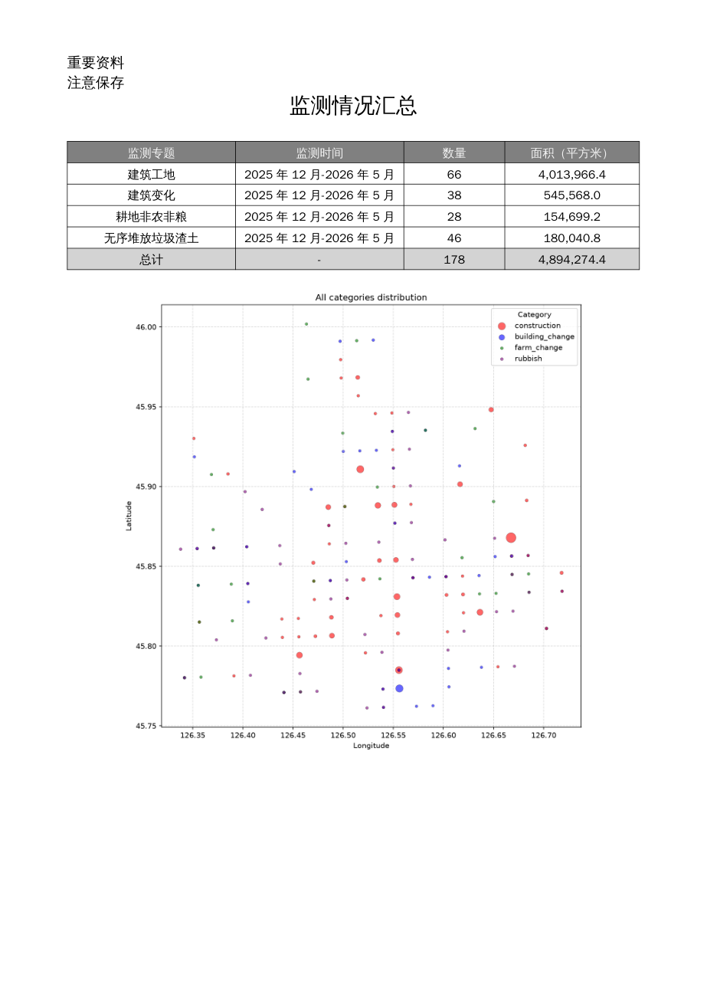 重要资料
注意保存
监测情况汇总
监测专题 监测时间 数量 面积（平方米）
建筑工地 2025 年 12 月-2026 年 5 月 66 4,013,966.4
建筑变化 2025 年 12 月-2026 年 5 月 38 545,568.0
耕地非农非粮 2025 年 12 月-2026 年 5 月 28 154,699.2
无序堆放垃圾渣土 2025 年 12 月-2026 年 5 月 46 180,040.8
总计 - 178 4,894,274.4
All categories distribution
Category
construction
building_change
farm_change
rubbish
46.00
45.95
45.90
45.85
45.80
45.75
Latitude
126.35 126.40 126.45 126.50 126.55 126.60 126.65 126.70
Longitude